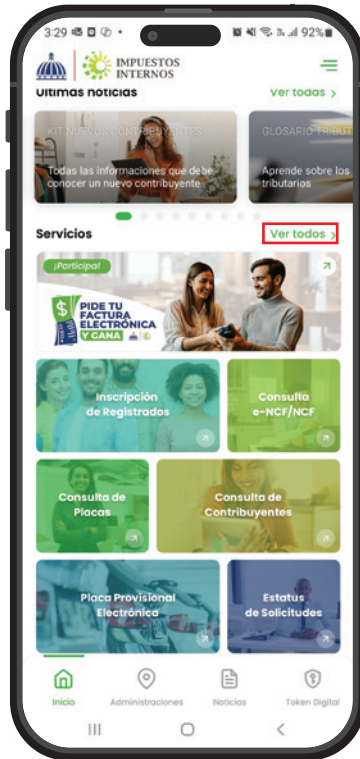 3:29
92%
IMPUESTOS
INTERNOS
Últimas noticias
Ver todas >
KIT NUEVOS CONTRIBUYENTES
GLOSARIO TRIBUT
Todas las informaciones que debe
conocer un nuevo contribuyente
Aprende sobre los
tributarios
Servicios
Ver todos >
¡Participa!
PIDE TU
FACTURA
ELECTRÓNICA
Y GANA
Inscripción
de Registrados
Consulta
e-NCF/NCF
Consulta de
Placas
Consulta de
Contribuyentes
Placa Provisional
Electrónica
Estatus
de Solicitudes
Inicio
Administraciones
Noticias
Token Digital